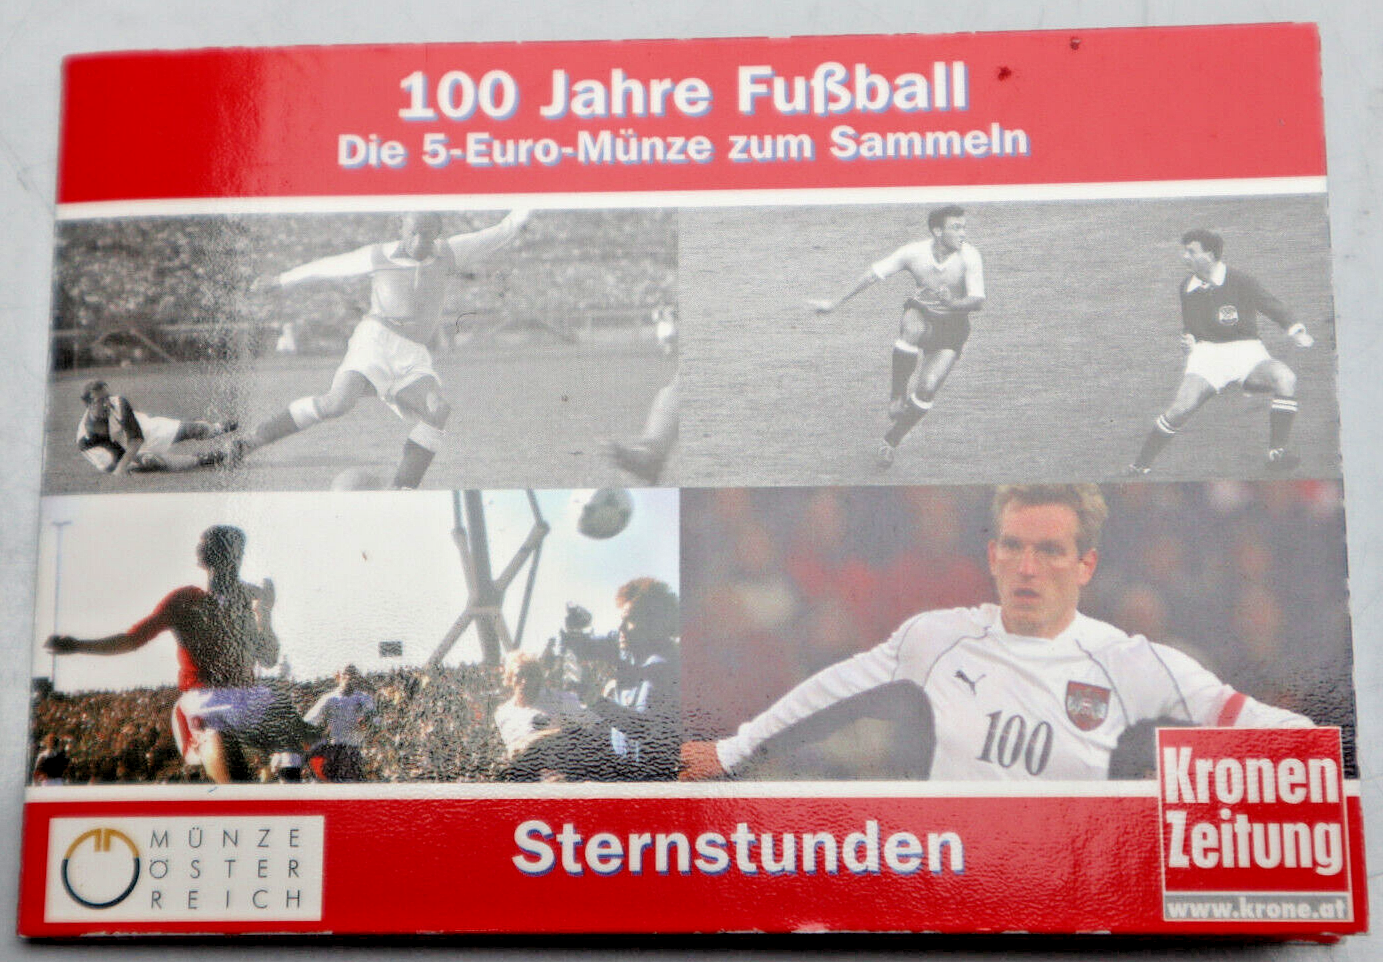 100 Jahre Fußball
Die 5-Euro-Münze zum Sammeln
100
MÜNZE
ÖSTER
REICH
Sternstunden
Kronen
Zeitung
www.krone.at